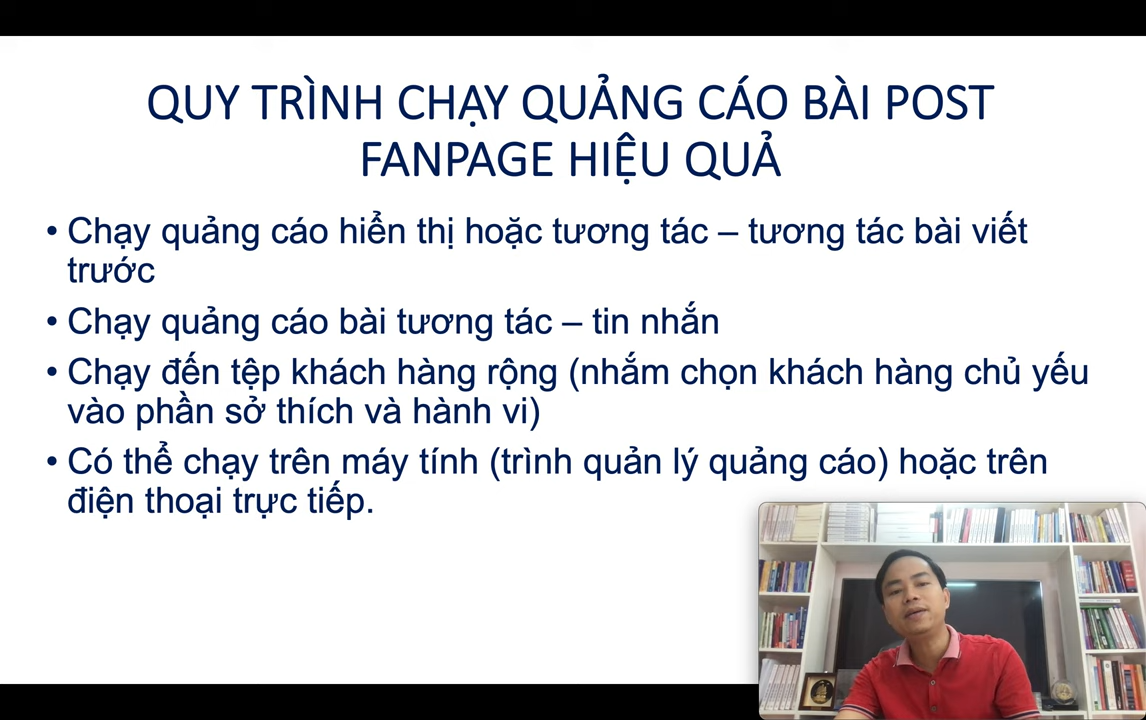 QUY TRÌNH CHẠY QUẢNG CÁO BÀI POST
FANPAGE HIỆU QUẢ
• Chạy quảng cáo hiển thị hoặc tương tác – tương tác bài viết
trước
• Chạy quảng cáo bài tương tác – tin nhắn
• Chạy đến tệp khách hàng rộng (nhắm chọn khách hàng chủ yếu
vào phần sở thích và hành vi)
• Có thể chạy trên máy tính (trình quản lý quảng cáo) hoặc trên
điện thoại trực tiếp.